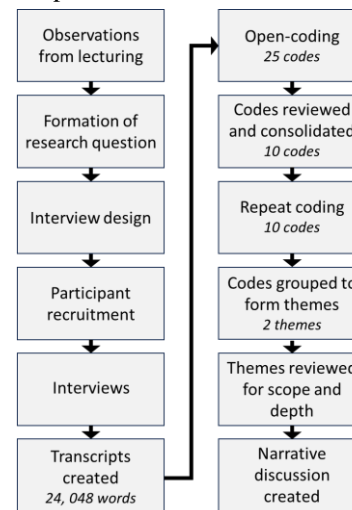 Observations
from lecturing
Formation of
research question
Interview design
Participant
recruitment
Interviews
Transcripts
created
24, 048 words
Open-coding
25 codes
Codes reviewed
and consolidated
10 codes
Repeat coding
10 codes
Codes grouped to
form themes
2 themes
Themes reviewed
for scope and
depth
Narrative
discussion
created